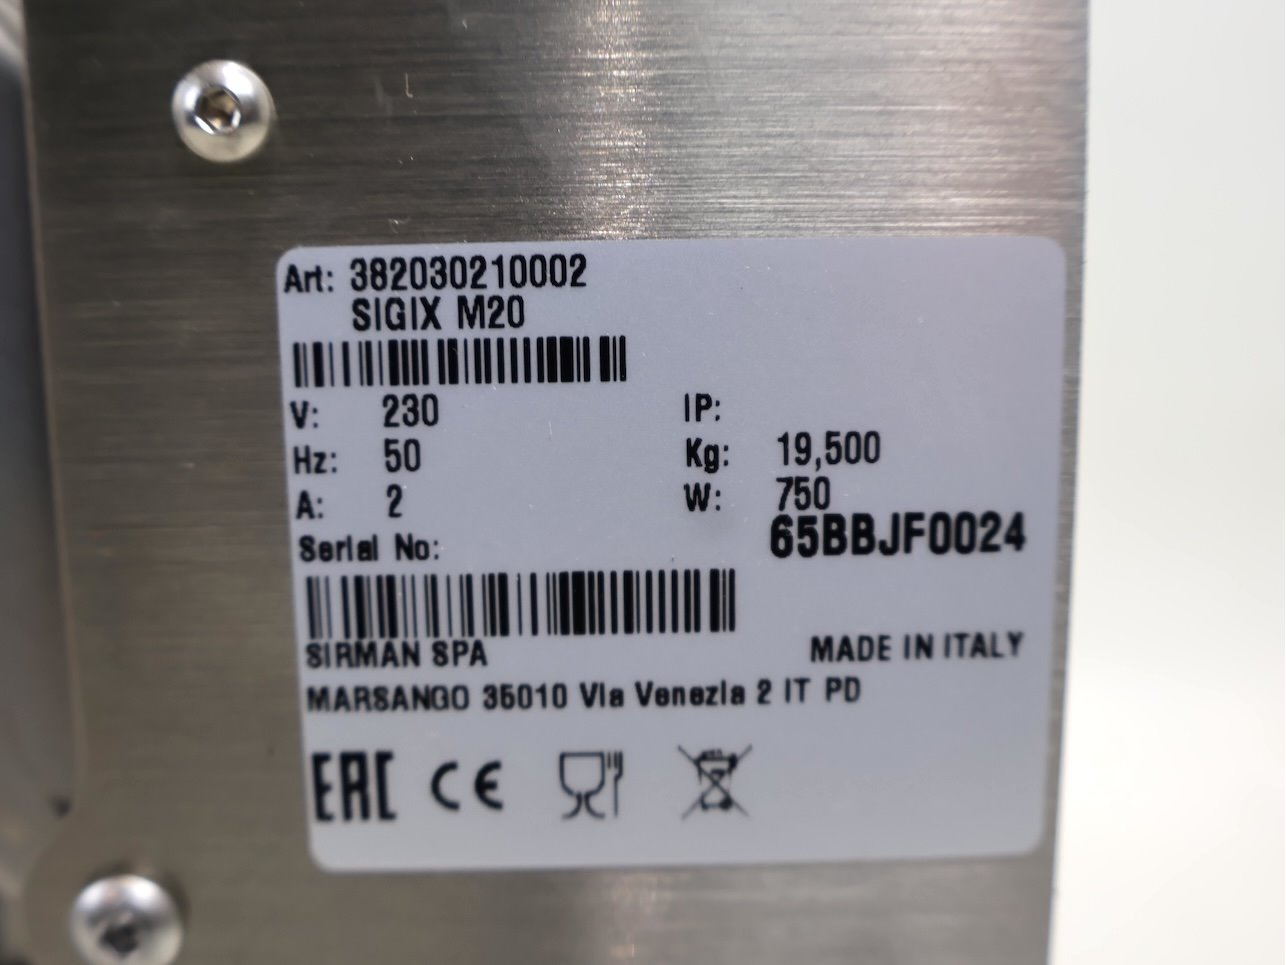 Art: 382030210002
SIGIX M20
V: 230 IP:
Hz: 50 Kg: 19,500
A: 2 W: 750
Serial No: 65BBJF0024
SIRMAN SPA MADE IN ITALY
MARSANGO 35010 Via Venezia 2 IT PD
EAC CE